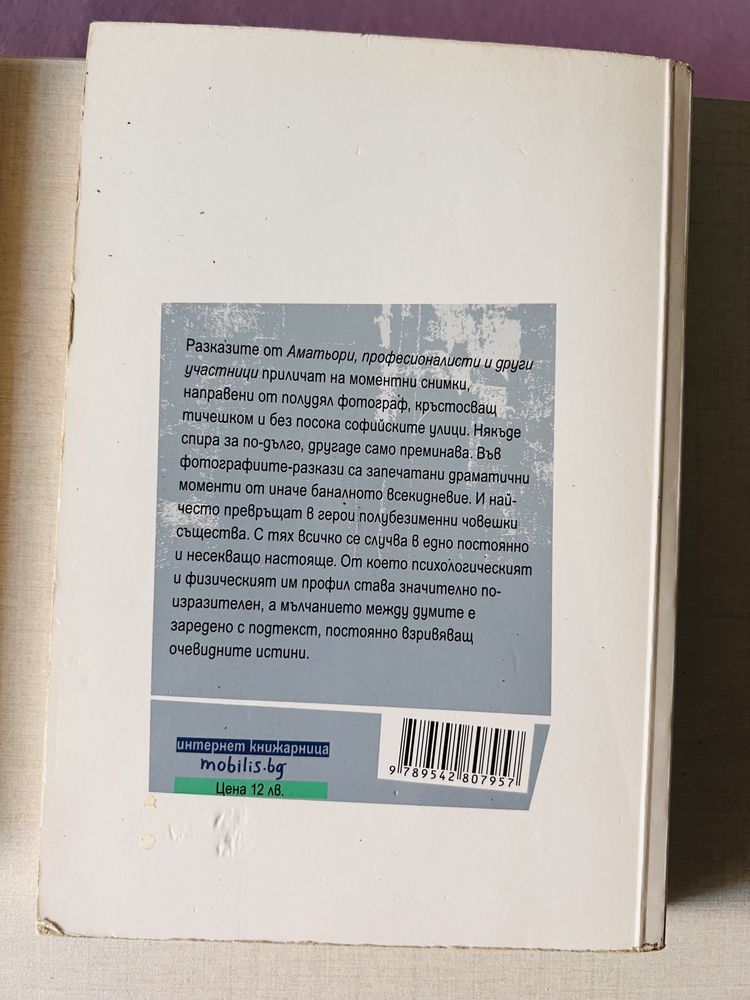 Разказите от Аматьори, професионалисти и други
участници приличат на моментни снимки,
направени от полудял фотограф, кръстосващ
тичешком и без посока софийските улици. Някъде
спира за по-дълго, другаде само преминава. Във
фотографиите-разкази са запечатани драматични
моменти от иначе баналното всекидневие. И най-
често превръщат в герои полубезименни човешки
същества. С тях всичко се случва в едно постоянно
и несекващо настояще. От което психологическият
и физическият им профил става значително по-
изразителен, а мълчанието между думите е
заредено с подтекст, постоянно взривяващ
очевидните истини.
интернет книжарница
mobilis.bg
Цена 12 лв.
9 789542 807957